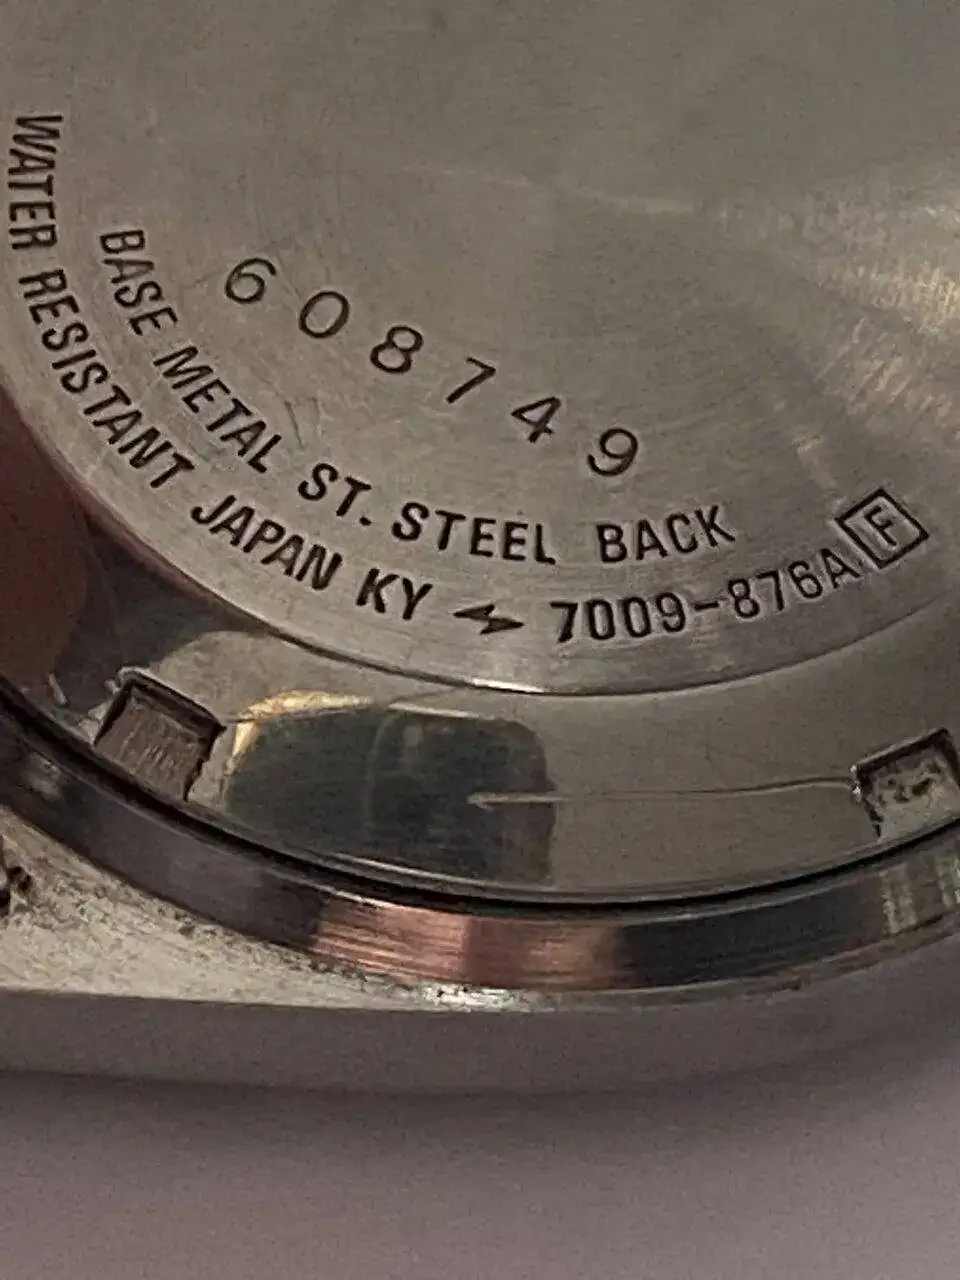 608749
BASE METAL ST. STEEL BACK
WATER RESISTANT JAPAN KY 7009-876A F